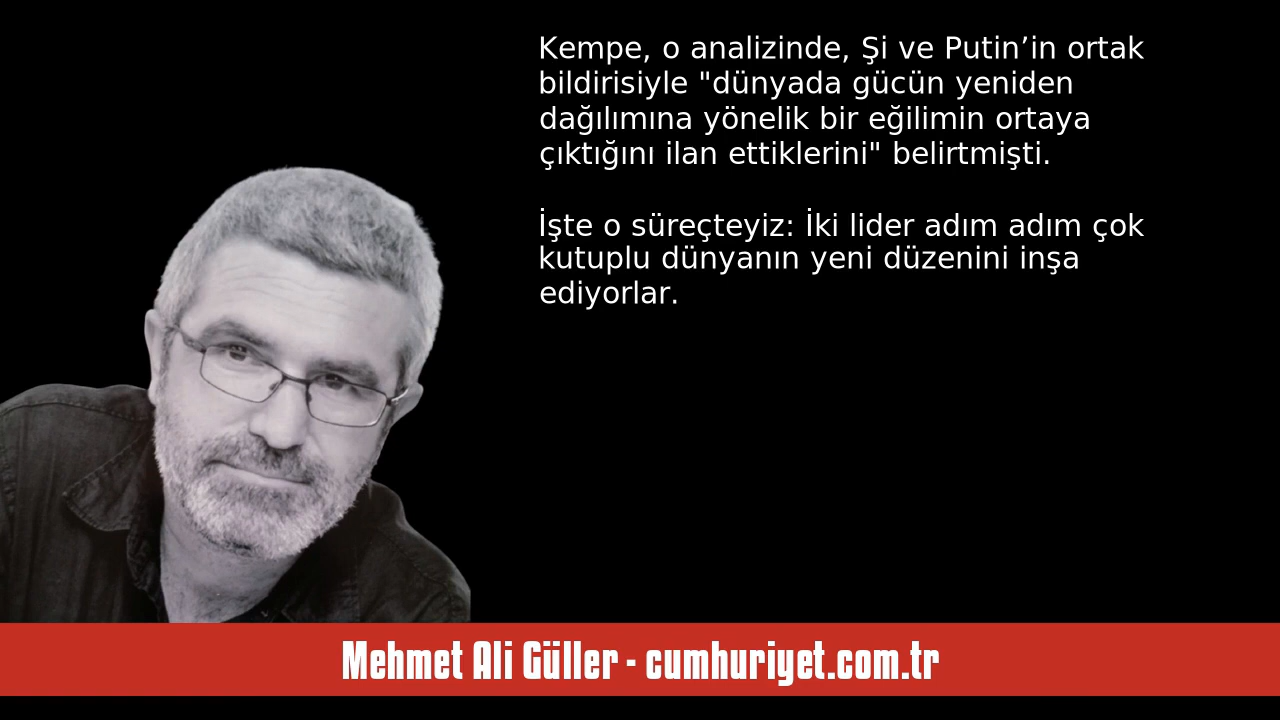 Kempe, o analizinde, Şi ve Putin’in ortak
bildirisiyle "dünyada gücün yeniden
dağılımına yönelik bir eğilimin ortaya
çıktığını ilan ettiklerini" belirtmişti.
İşte o süreçteyiz: İki lider adım adım çok
kutuplu dünyanın yeni düzenini inşa
ediyorlar.
Mehmet Ali Güller - cumhuriyet.com.tr